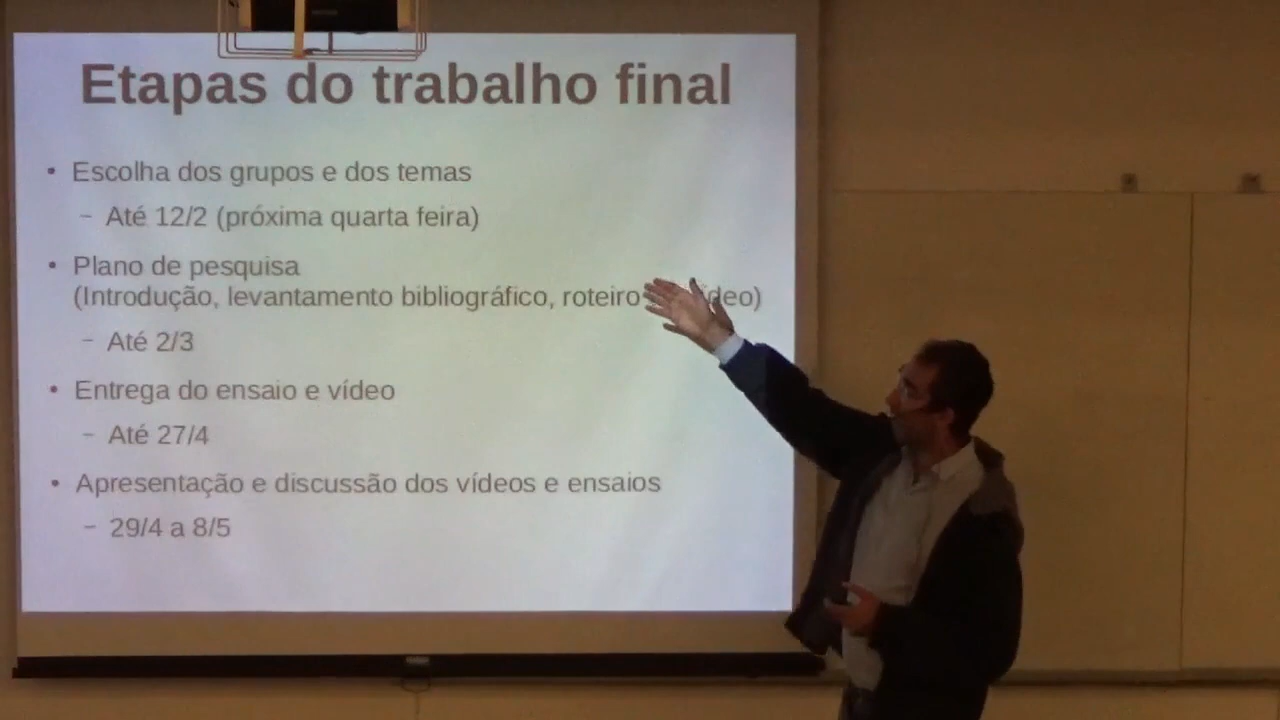 Etapas do trabalho final
• Escolha dos grupos e dos temas
– Até 12/2 (próxima quarta feira)
• Plano de pesquisa
(Introdução, levantamento bibliográfico, roteiro deo)
– Até 2/3
• Entrega do ensaio e vídeo
– Até 27/4
• Apresentação e discussão dos vídeos e ensaios
– 29/4 a 8/5